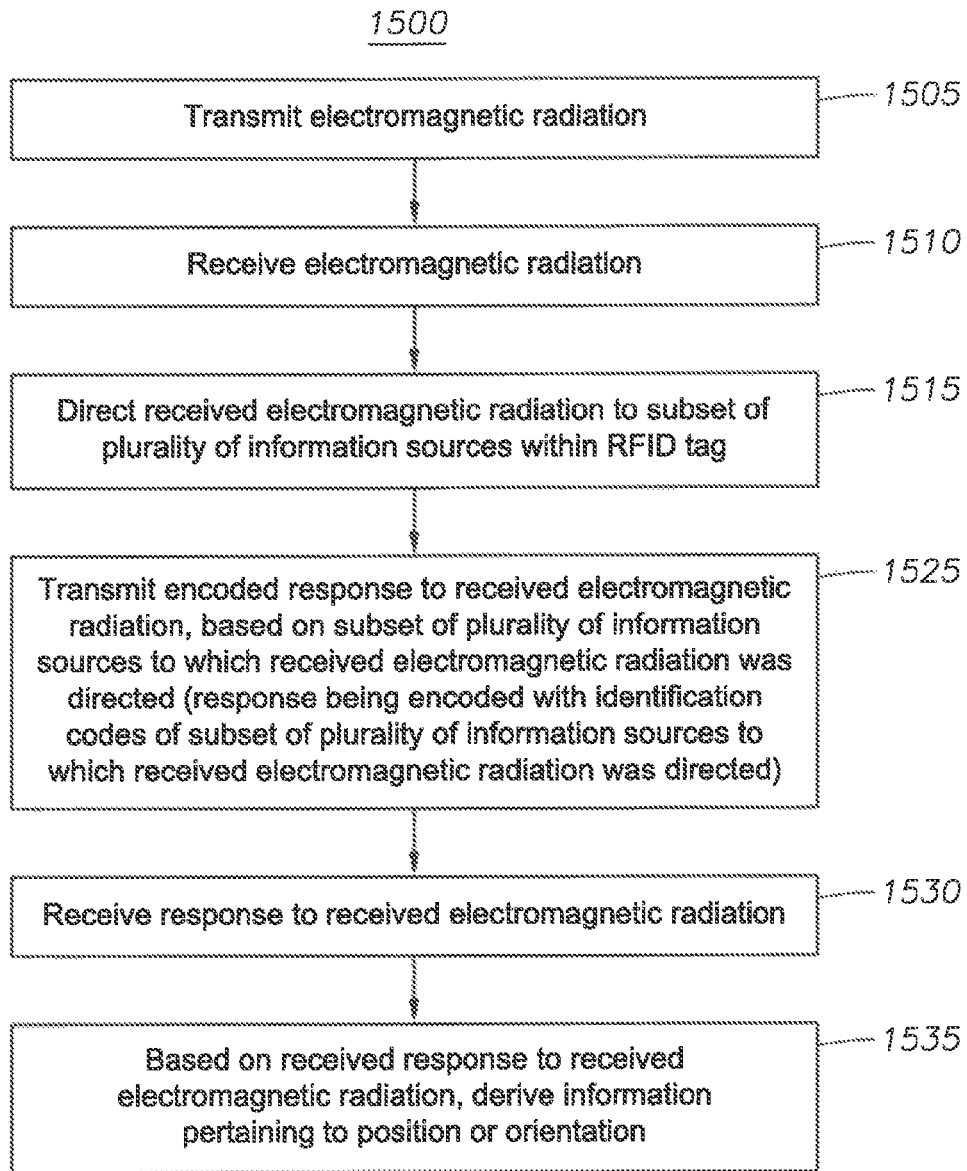 1500
Transmit electromagnetic radiation
1505
Receive electromagnetic radiation
1510
Direct received electromagnetic radiation to subset of
plurality of information sources within RFID tag
1515
Transmit encoded response to received electromagnetic
radiation, based on subset of plurality of information
sources to which received electromagnetic radiation was
directed (response being encoded with identification
codes of subset of plurality of information sources to
which received electromagnetic radiation was directed)
1525
Receive response to received electromagnetic radiation
1530
Based on received response to received
electromagnetic radiation, derive information
pertaining to position or orientation
1535